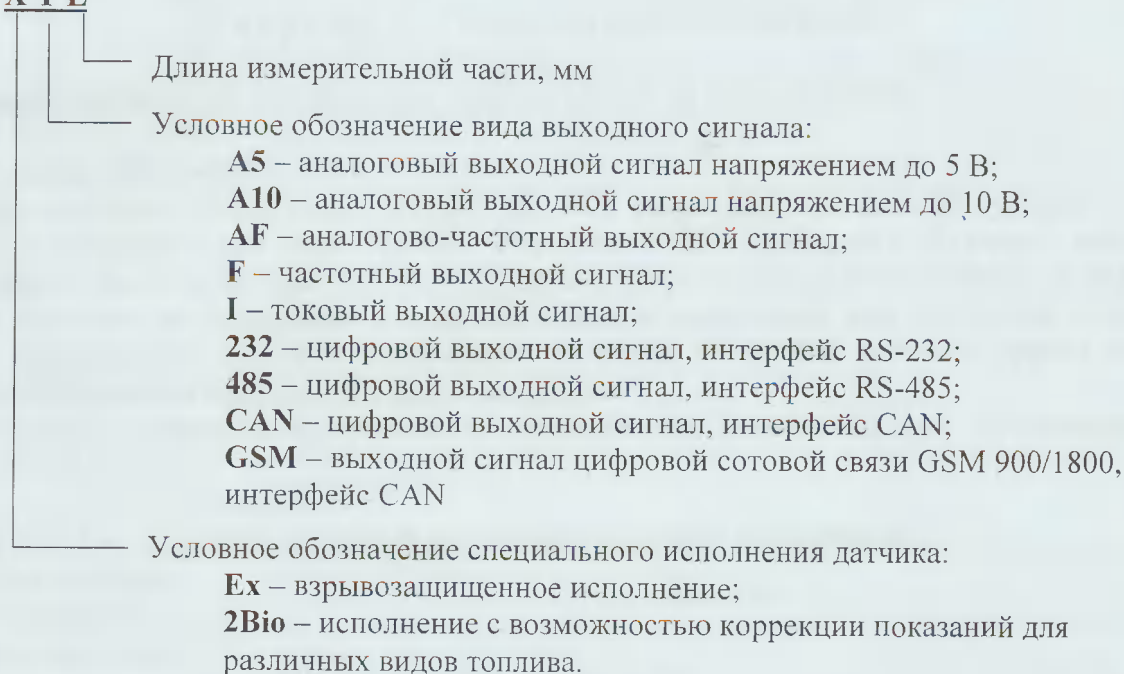 Длина измерительной части, мм
Условное обозначение вида выходного сигнала:
A5 – аналоговый выходной сигнал напряжением до 5 В;
A10 – аналоговый выходной сигнал напряжением до 10 В;
AF – аналогово-частотный выходной сигнал;
F – частотный выходной сигнал;
I – токовый выходной сигнал;
232 – цифровой выходной сигнал, интерфейс RS-232;
485 – цифровой выходной сигнал, интерфейс RS-485;
CAN – цифровой выходной сигнал, интерфейс CAN;
GSM – выходной сигнал цифровой сотовой связи GSM 900/1800,
интерфейс CAN
Условное обозначение специального исполнения датчика:
Ex – взрывозащищенное исполнение;
2Bio – исполнение с возможностью коррекции показаний для
различных видов топлива.